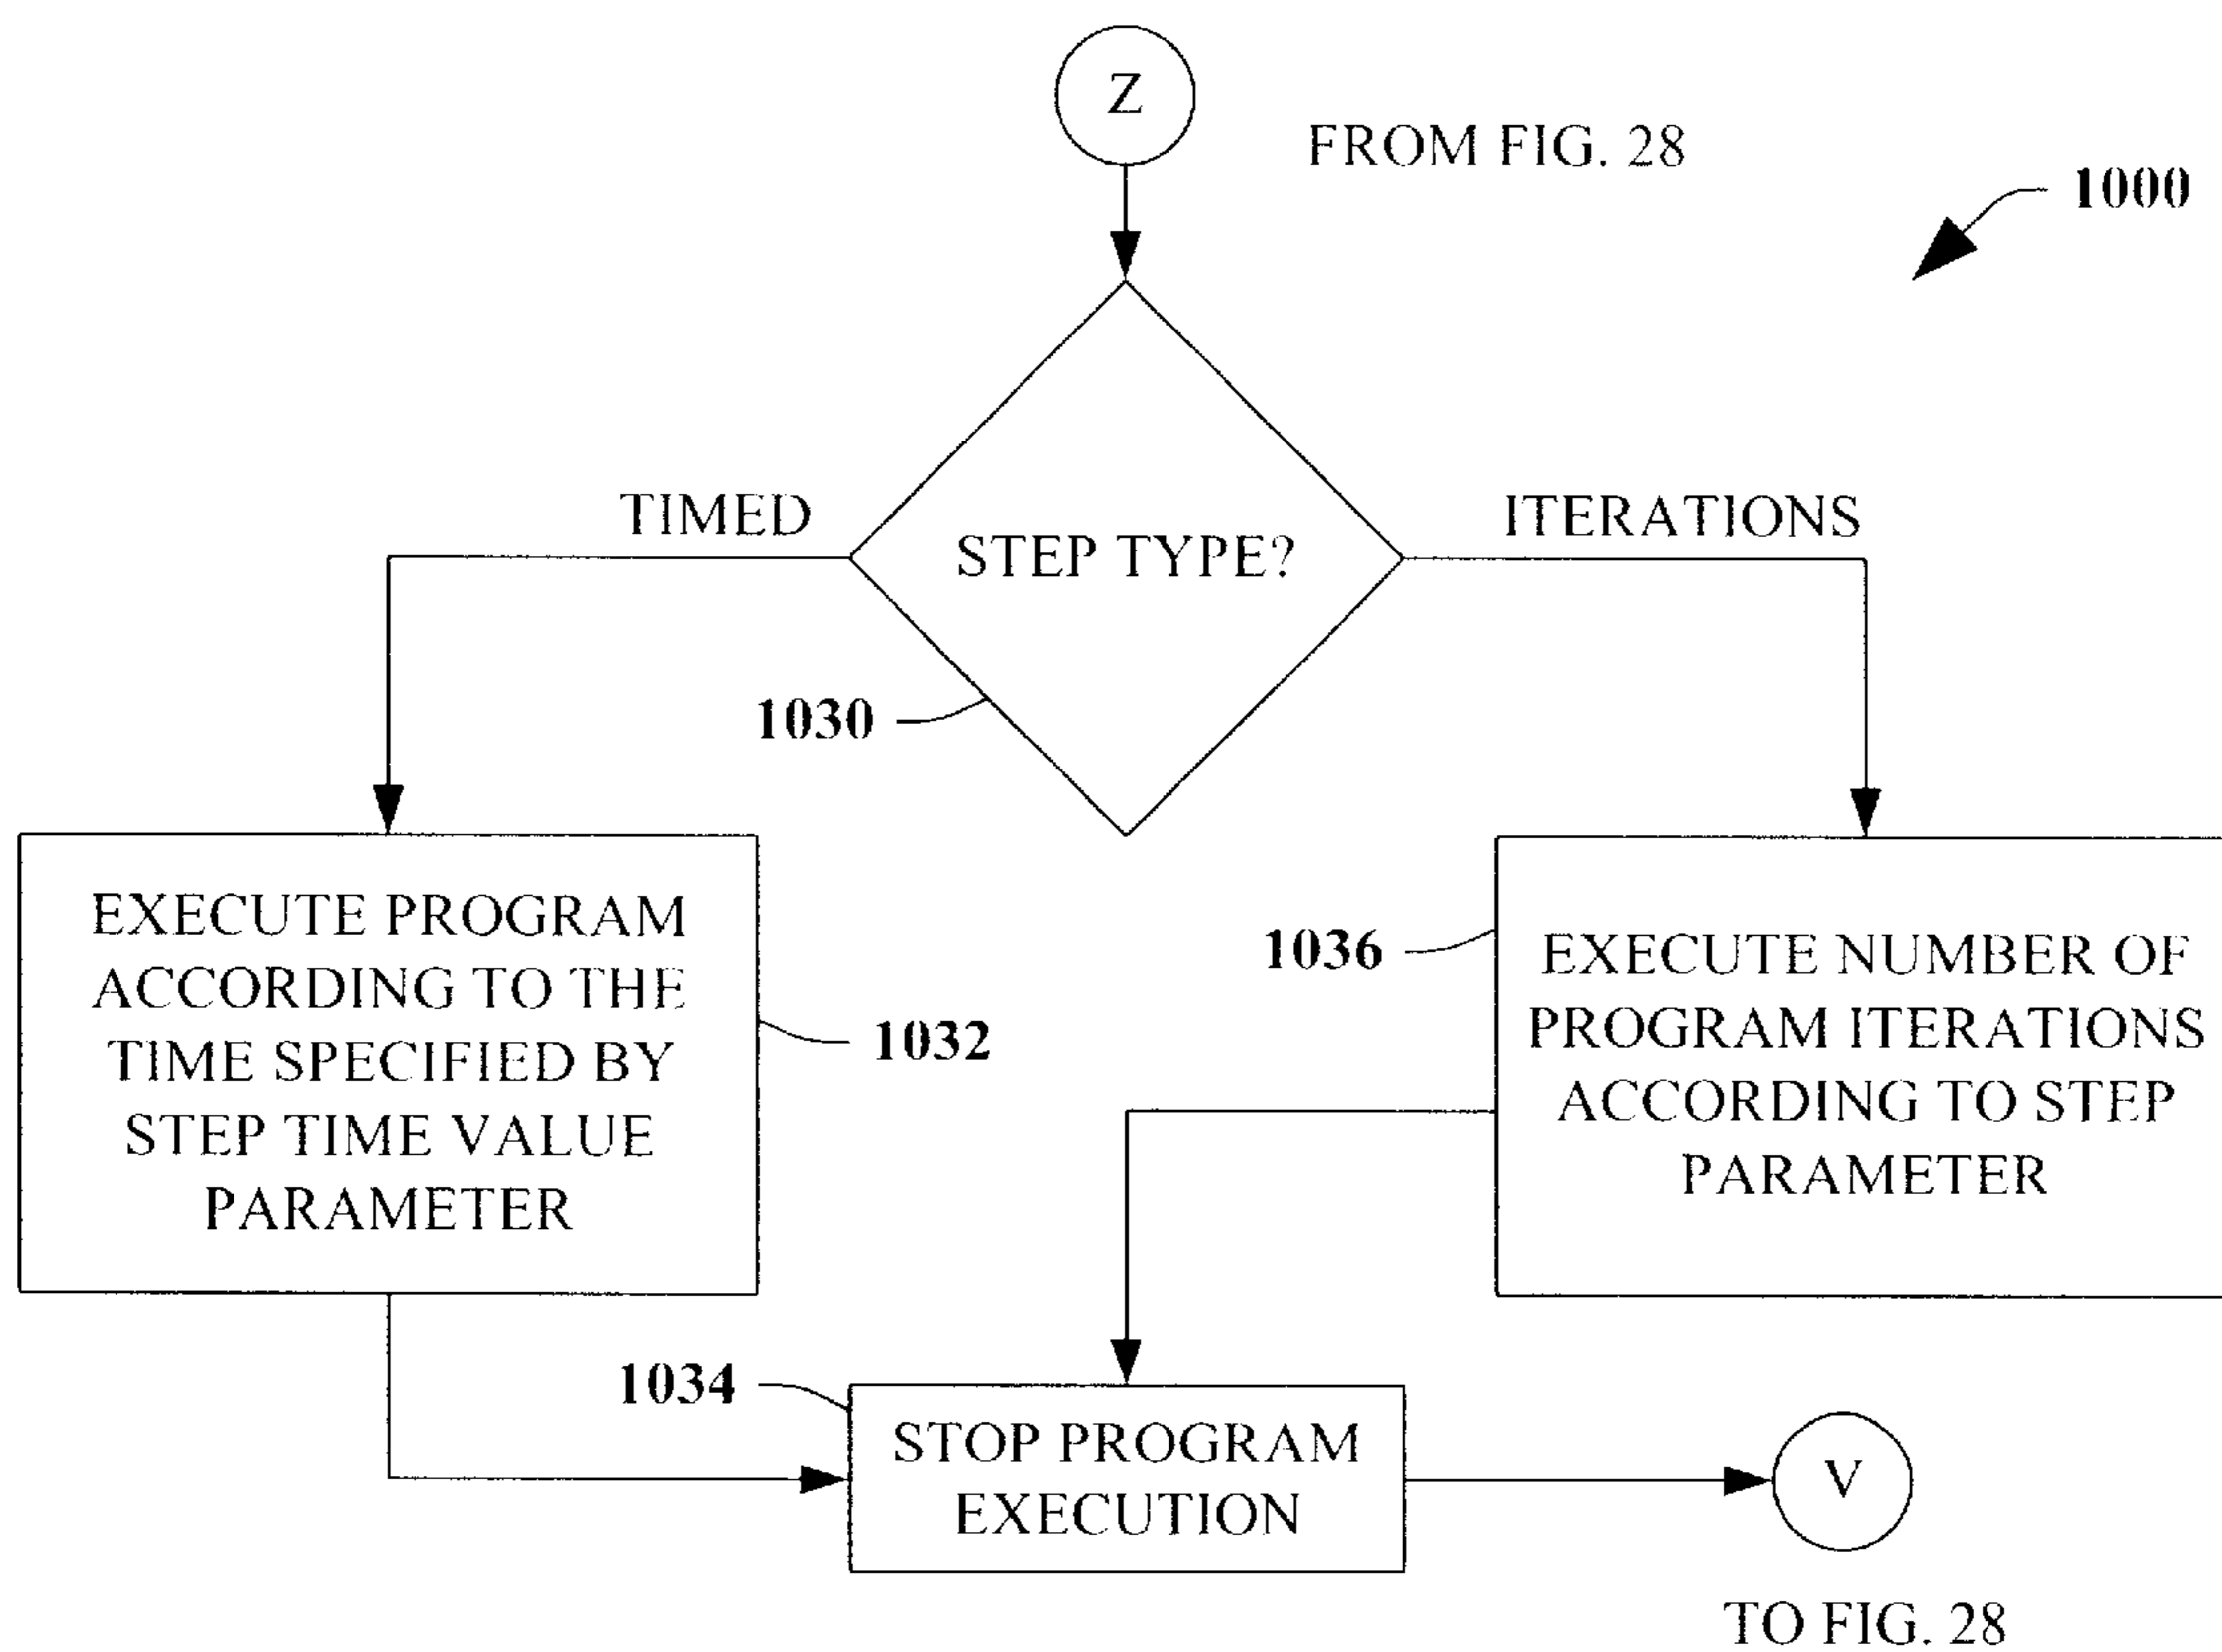 Z
FROM FIG. 28
1000
TIMED
ITERATIONS
STEP TYPE?
1030
EXECUTE PROGRAM
ACCORDING TO THE
TIME SPECIFIED BY
STEP TIME VALUE
PARAMETER
1032
1036
EXECUTE NUMBER OF
PROGRAM ITERATIONS
ACCORDING TO STEP
PARAMETER
1034
STOP PROGRAM
EXECUTION
V
TO FIG. 28